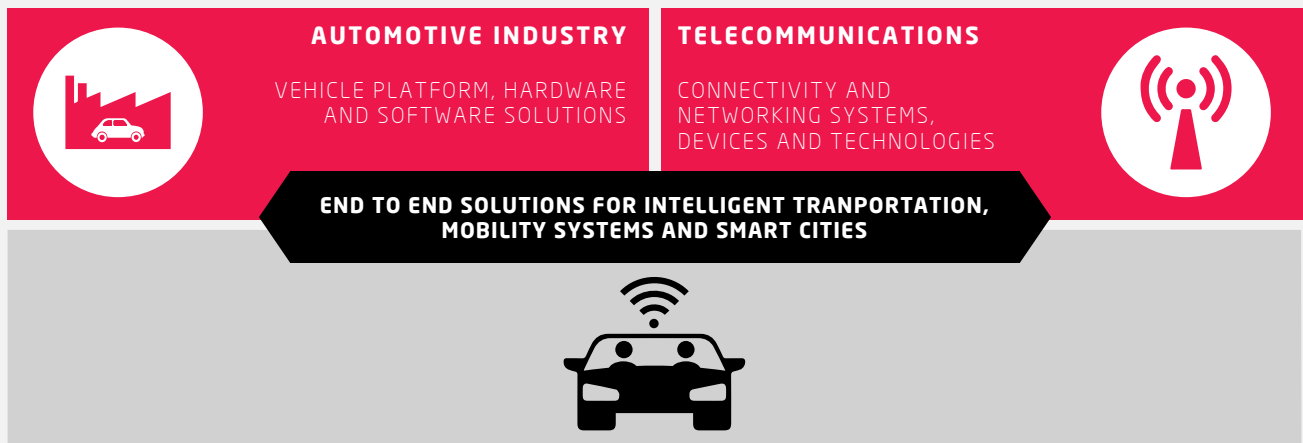 AUTOMOTIVE INDUSTRY
VEHICLE PLATFORM, HARDWARE
AND SOFTWARE SOLUTIONS
TELECOMMUNICATIONS
CONNECTIVITY AND
NETWORKING SYSTEMS,
DEVICES AND TECHNOLOGIES
END TO END SOLUTIONS FOR INTELLIGENT TRANPORTATION,
MOBILITY SYSTEMS AND SMART CITIES